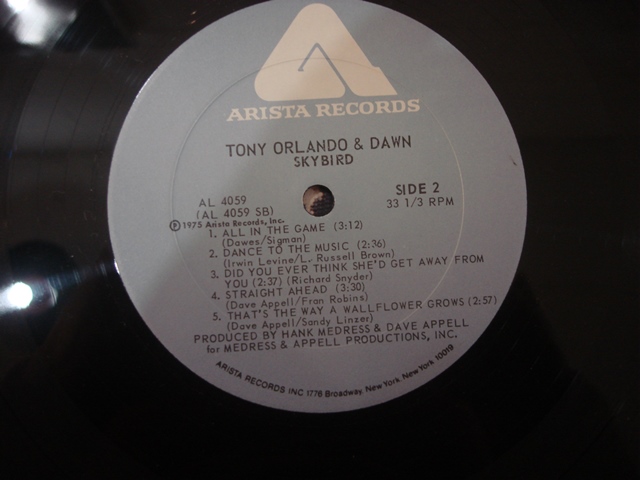 ARISTA RECORDS
TONY ORLANDO & DAWN
SKYBIRD
AL 4059
(AL 4059 SB)
SIDE 2
33 1/3 RPM
Ⓟ1975 Arista Records, Inc.
1. ALL IN THE GAME (3:12)
(Dawes/Sigman)
2. DANCE TO THE MUSIC (2:36)
(Irwin Levine/L. Russell Brown)
3. DID YOU EVER THINK SHE'D GET AWAY FROM
YOU (2:37) (Richard Snyder)
4. STRAIGHT AHEAD (3:30)
(Dave Appell/Fran Robins)
5. THAT'S THE WAY A WALLFLOWER GROWS (2:57)
(Dave Appell/Sandy Linzer)
PRODUCED BY HANK MEDRESS & DAVE APPELL
for MEDRESS & APPELL PRODUCTIONS, INC.
ARISTA RECORDS INC 1776 Broadway, New York New York 10019